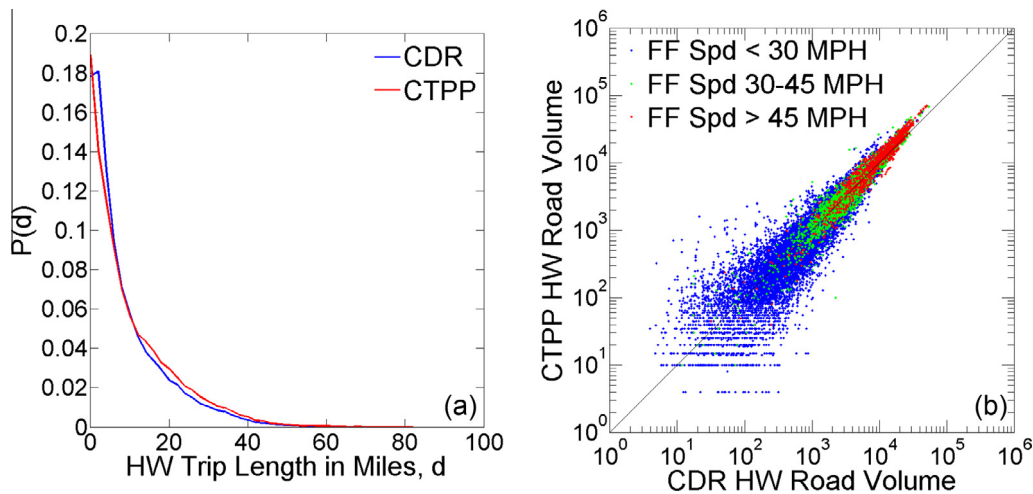 0.2
0.18
0.16
0.14
0.12
0.1
0.08
0.06
0.04
0.02
0
P(d)
CDR
CTPP
(a)
0 20 40 60 80 100
HW Trip Length in Miles, d
10^6
10^5
10^4
10^3
10^2
10^1
10^0
CTPP HW Road Volume
FF Spd < 30 MPH
FF Spd 30-45 MPH
FF Spd > 45 MPH
(b)
10^0 10^1 10^2 10^3 10^4 10^5 10^6
CDR HW Road Volume